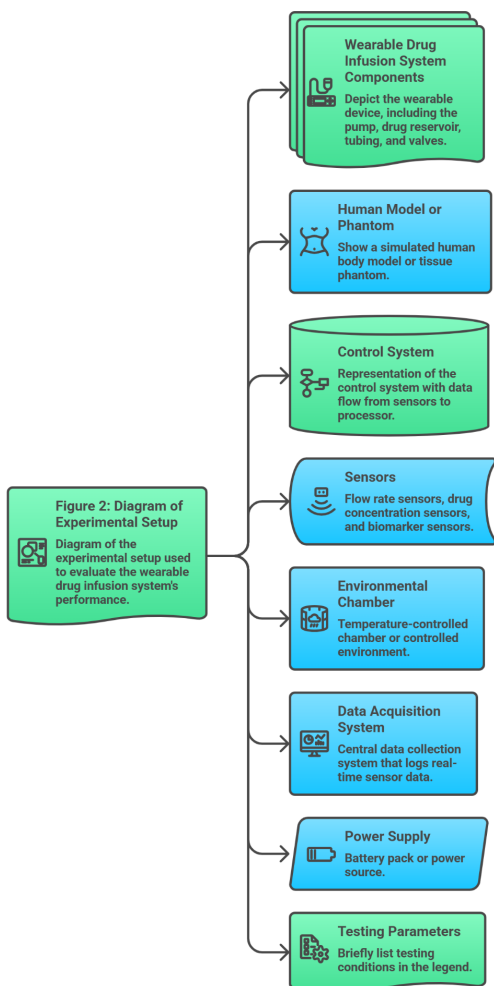 Wearable Drug
Infusion System
Components
Depict the wearable
device, including the
pump, drug reservoir,
tubing, and valves.
Human Model or
Phantom
Show a simulated human
body model or tissue
phantom.
Control System
Representation of the
control system with data
flow from sensors to
processor.
Sensors
Flow rate sensors, drug
concentration sensors,
and biomarker sensors.
Figure 2: Diagram of
Experimental Setup
Diagram of the
experimental setup used
to evaluate the wearable
drug infusion system's
performance.
Environmental
Chamber
Temperature-controlled
chamber or controlled
environment.
Data Acquisition
System
Central data collection
system that logs real-
time sensor data.
Power Supply
Battery pack or power
source.
Testing Parameters
Briefly list testing
conditions in the legend.